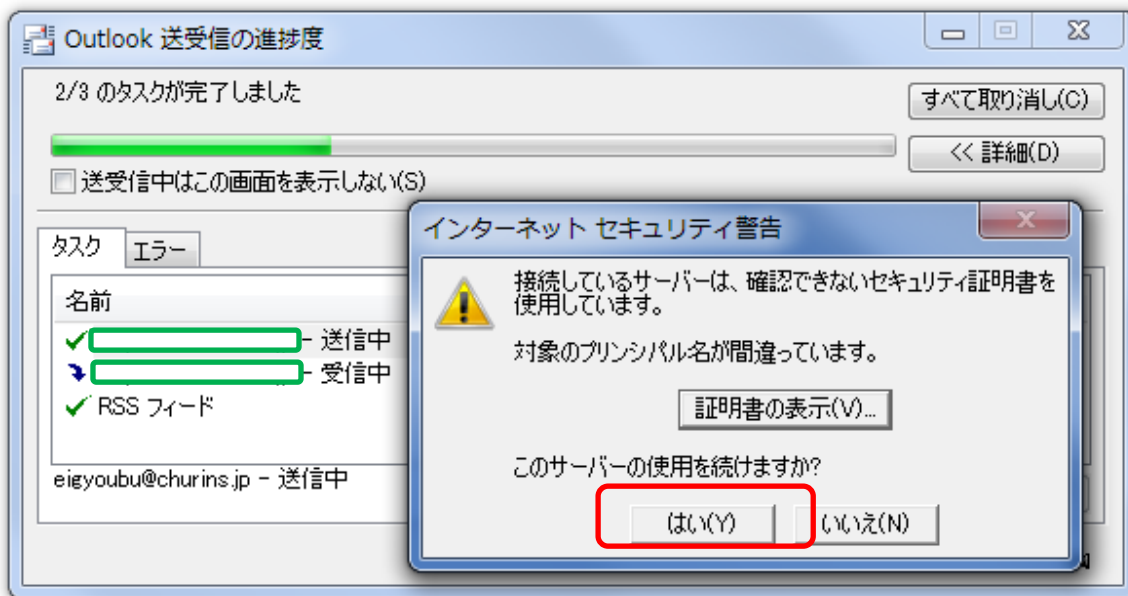 Outlook 送受信の進捗度
2/3 のタスクが完了しました
すべて取り消し(C)
<< 詳細(D)
送受信中はこの画面を表示しない(S)
タスク
エラー
名前
- 送信中
- 受信中
RSS フィード
eigyoubu@churins.jp - 送信中
インターネット セキュリティ警告
接続しているサーバーは、確認できないセキュリティ証明書を
使用しています。
対象のプリンシパル名が間違っています。
証明書の表示(V)...
このサーバーの使用を続けますか?
はい(Y)
いいえ(N)